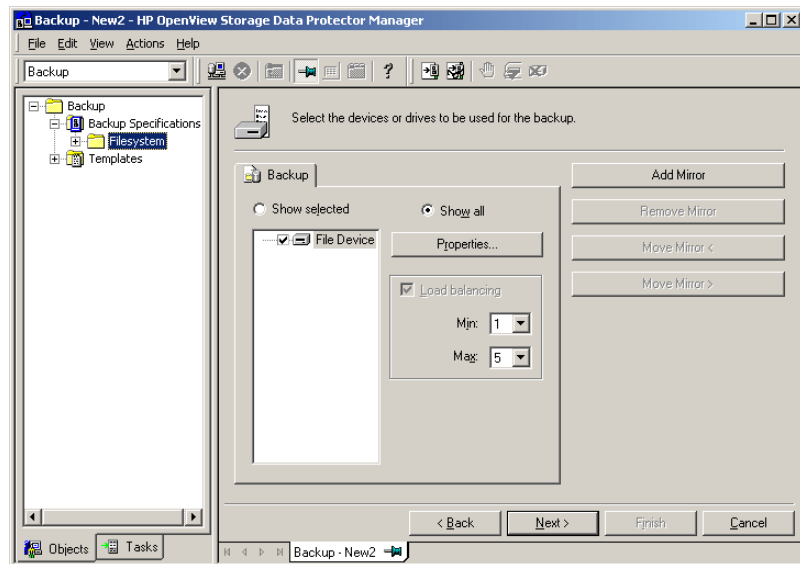 Backup - New2 - HP OpenView Storage Data Protector Manager
File Edit View Actions Help
Backup
?
Backup
Backup Specifications
Filesystem
Templates
Objects
Tasks
Select the devices or drives to be used for the backup.
Backup
Show selected
Show all
File Device
Properties...
Load balancing
Min: 1
Max: 5
Add Mirror
Remove Mirror
Move Mirror <
Move Mirror >
< Back
Next >
Finish
Cancel
Backup - New2